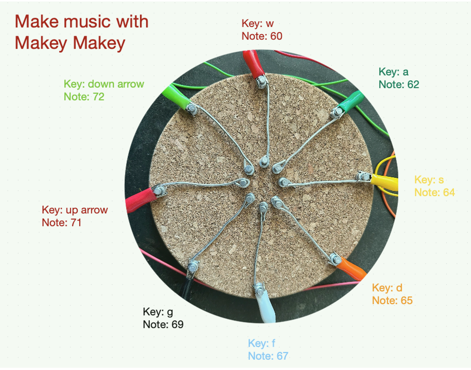 Make music with
Makey Makey
Key: w
Note: 60
Key: a
Note: 62
Key: s
Note: 64
Key: d
Note: 65
Key: f
Note: 67
Key: g
Note: 69
Key: up arrow
Note: 71
Key: down arrow
Note: 72